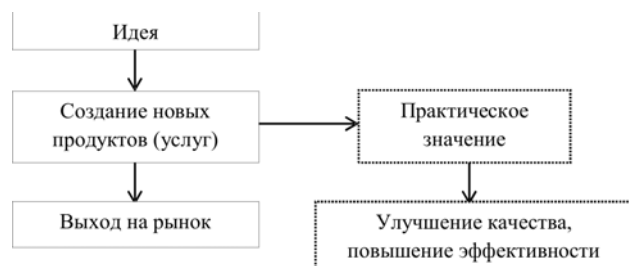 Идея
Создание новых
продуктов (услуг)
Практическое
значение
Выход на рынок
Улучшение качества,
повышение эффективности